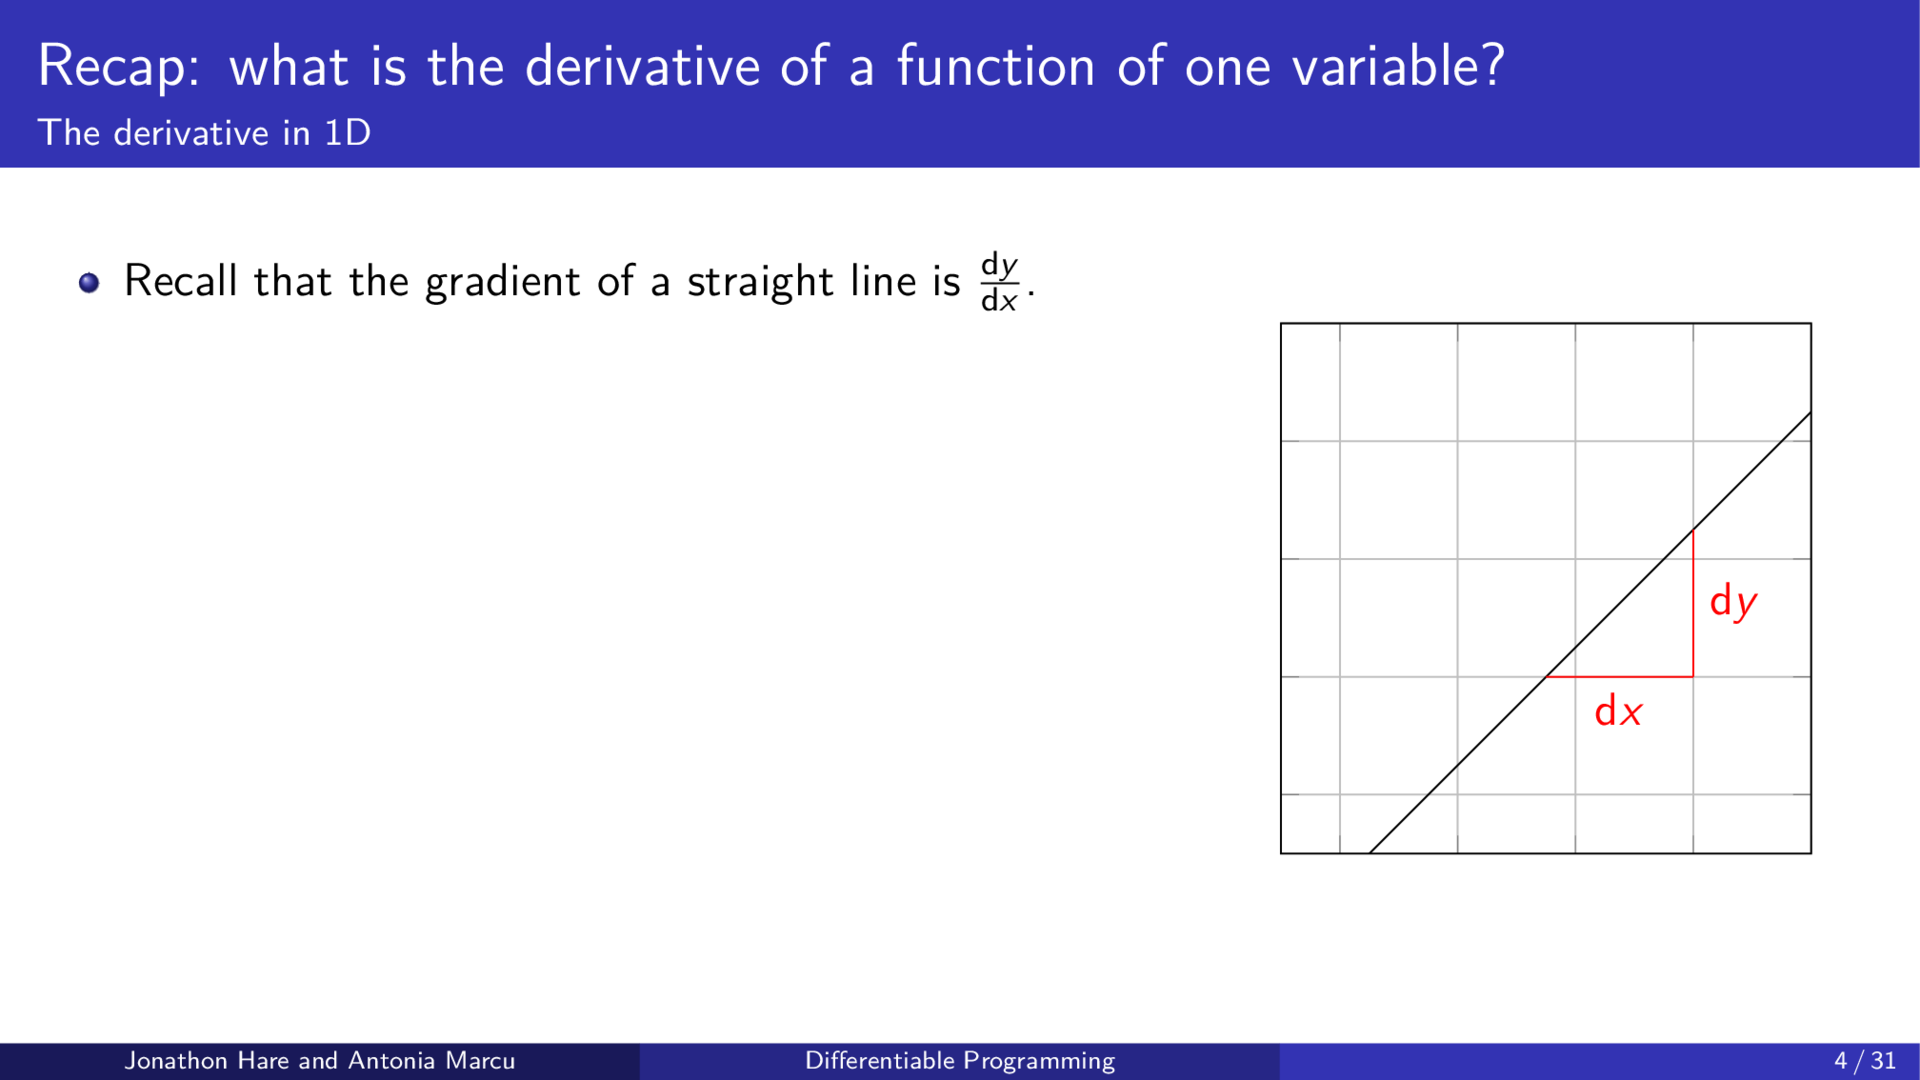 Recap: what is the derivative of a function of one variable?
The derivative in 1D
Recall that the gradient of a straight line is dy/dx.
dy
dx
Jonathon Hare and Antonia Marcu
Differentiable Programming
4 / 31